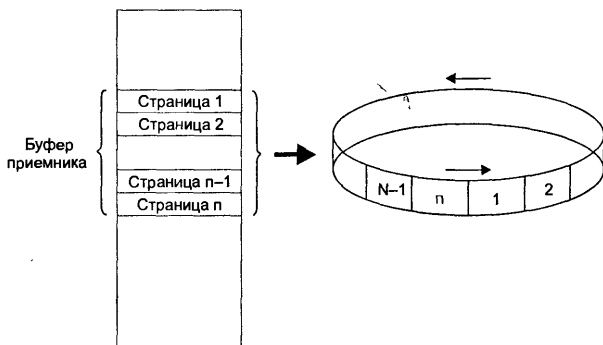 Страница 1
Страница 2
Буфер
приемника
Страница n–1
Страница n
N–1
n
1
2